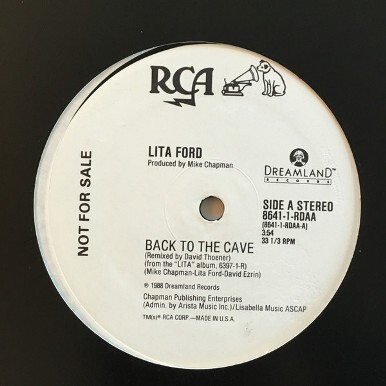 RCA
LITA FORD
Produced by Mike Chapman
DREAMLAND™
RECORDS
NOT FOR SALE
SIDE A STEREO
8641-1-RDAA
(8641-1-RDAA-A)
3:54
33 1/3 RPM
BACK TO THE CAVE
(Remixed by David Thoener)
(from the "LITA" album, 6397-1-R)
(Mike Chapman-Lita Ford-David Ezrin)
℗ 1988 Dreamland Records
Chapman Publishing Enterprises
(Admin. by Arista Music Inc.)/Lisabella Music ASCAP
TM(s) ® RCA CORP.—MADE IN U.S.A.